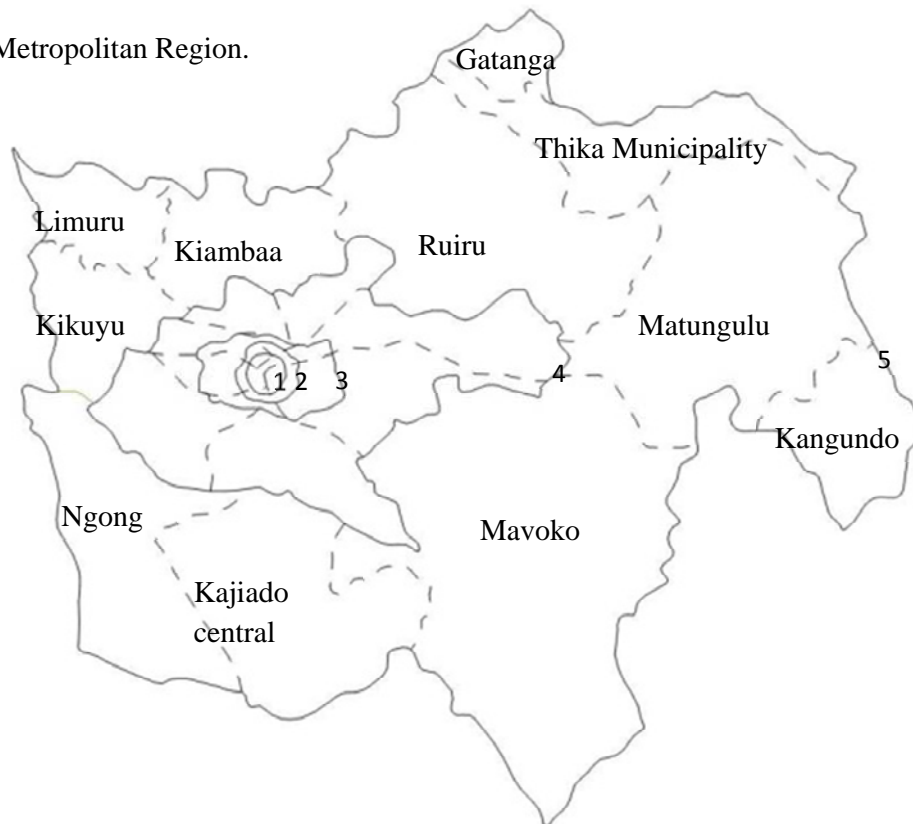 Metropolitan Region.
Gatanga
Thika Municipality
Limuru
Kiambaa
Ruiru
Kikuyu
Matungulu
1 2 3 4 5
Kangundo
Ngong
Mavoko
Kajiado
central